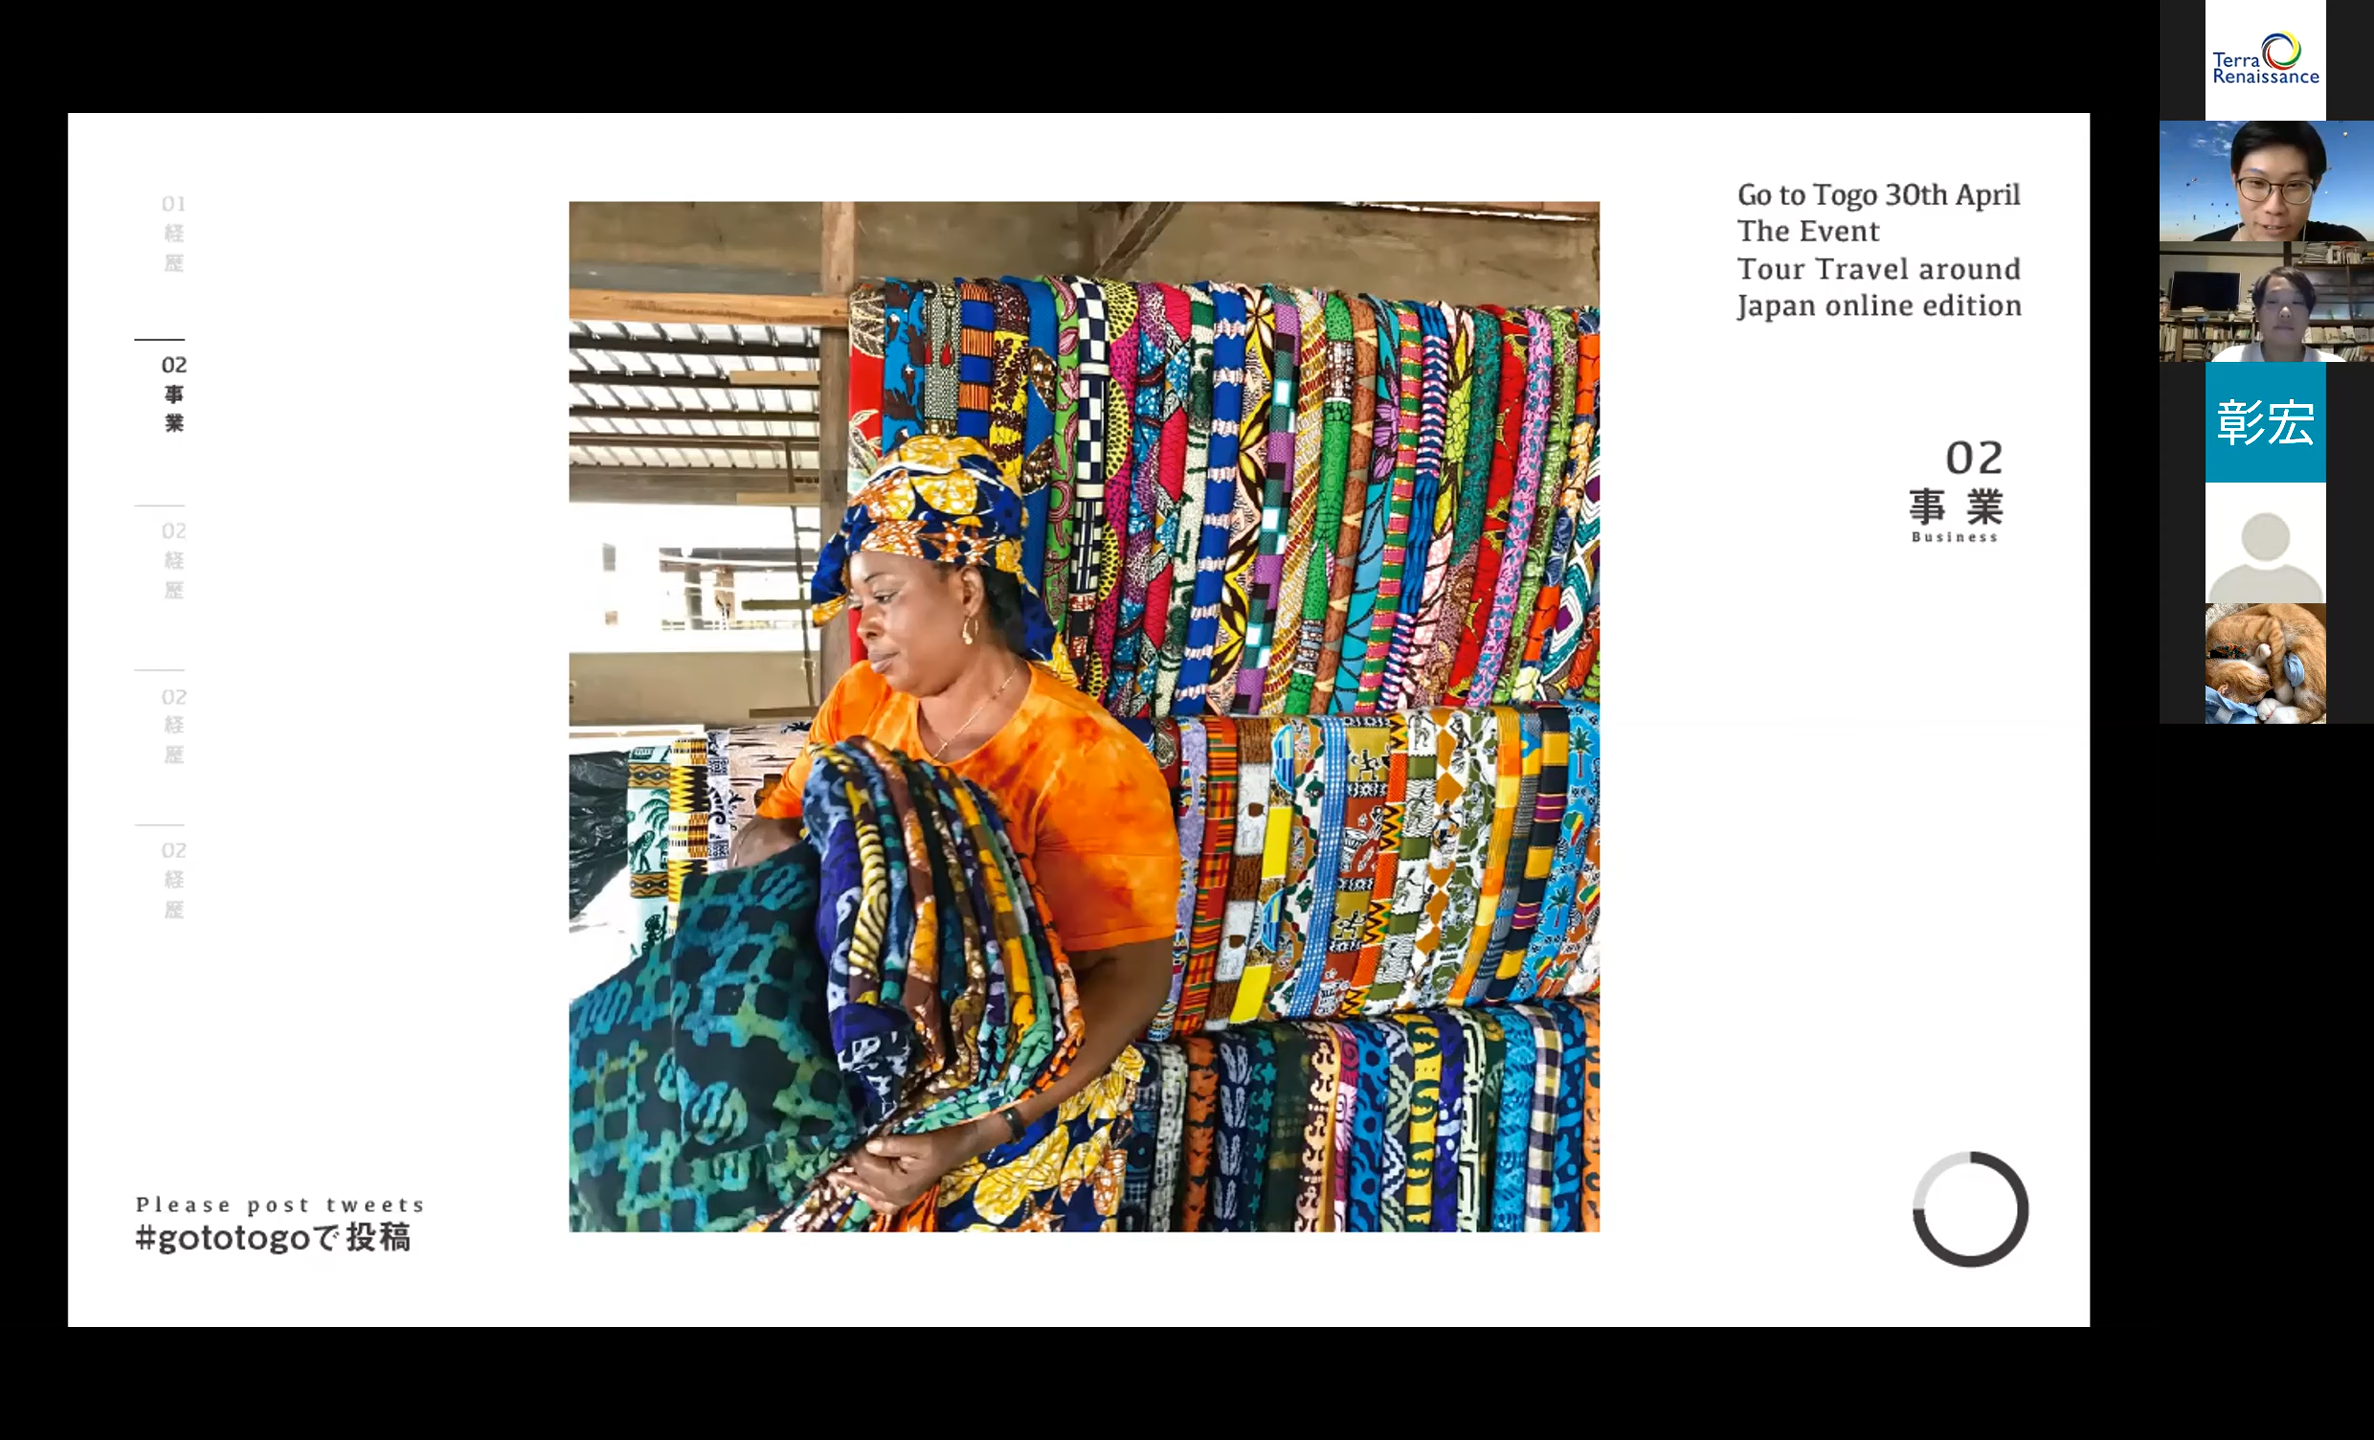 01
経
歴
02
事
業
02
経
歴
02
経
歴
02
経
歴
Please post tweets
#gototogoで投稿
Go to Togo 30th April
The Event
Tour Travel around
Japan online edition
02
事業
Business
Terra
Renaissance
彰宏